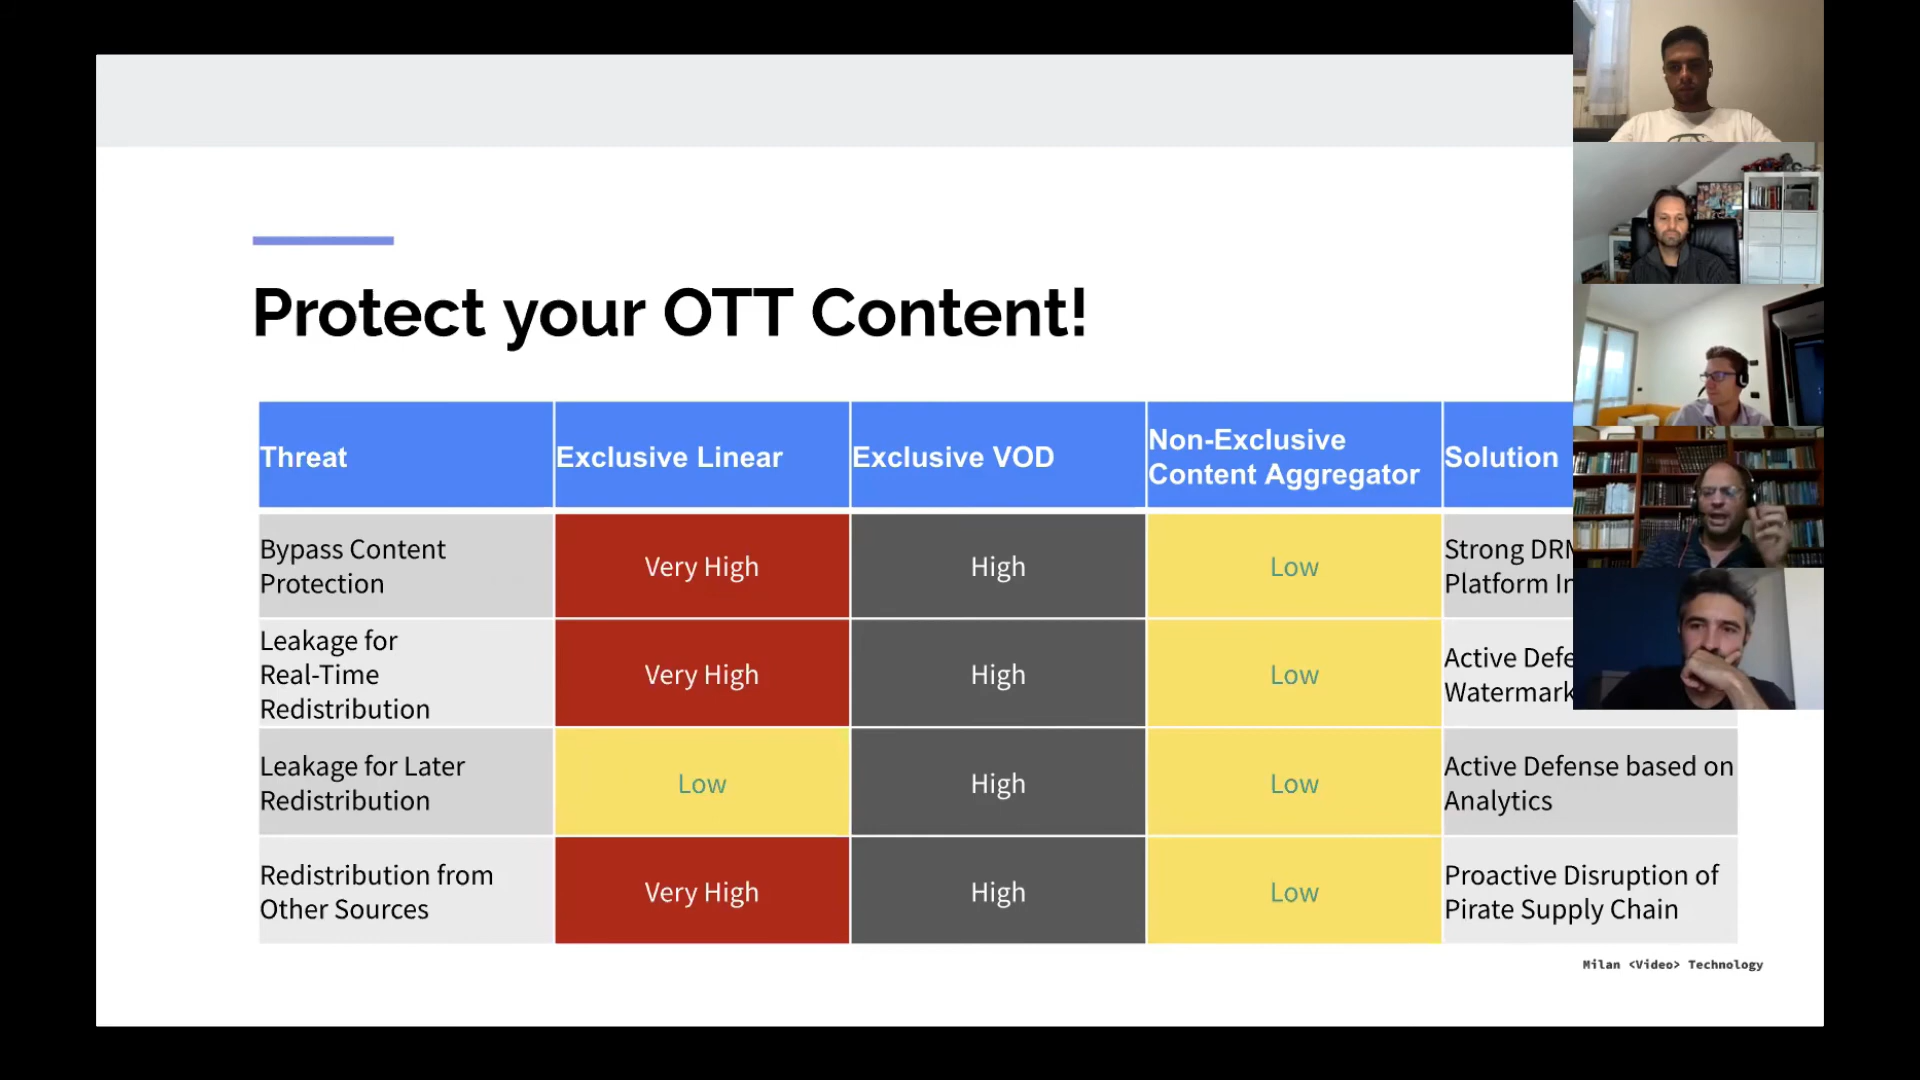 Protect your OTT Content!
Threat
Exclusive Linear
Exclusive VOD
Non-Exclusive
Content Aggregator
Solution
Bypass Content
Protection
Very High
High
Low
Strong
Platform
Leakage for
Real-Time
Redistribution
Very High
High
Low
Active
Leakage for Later
Redistribution
Low
High
Low
Active Defense based on
Analytics
Redistribution from
Other Sources
Very High
High
Low
Proactive Disruption of
Pirate Supply Chain
Milan <Video> Technology